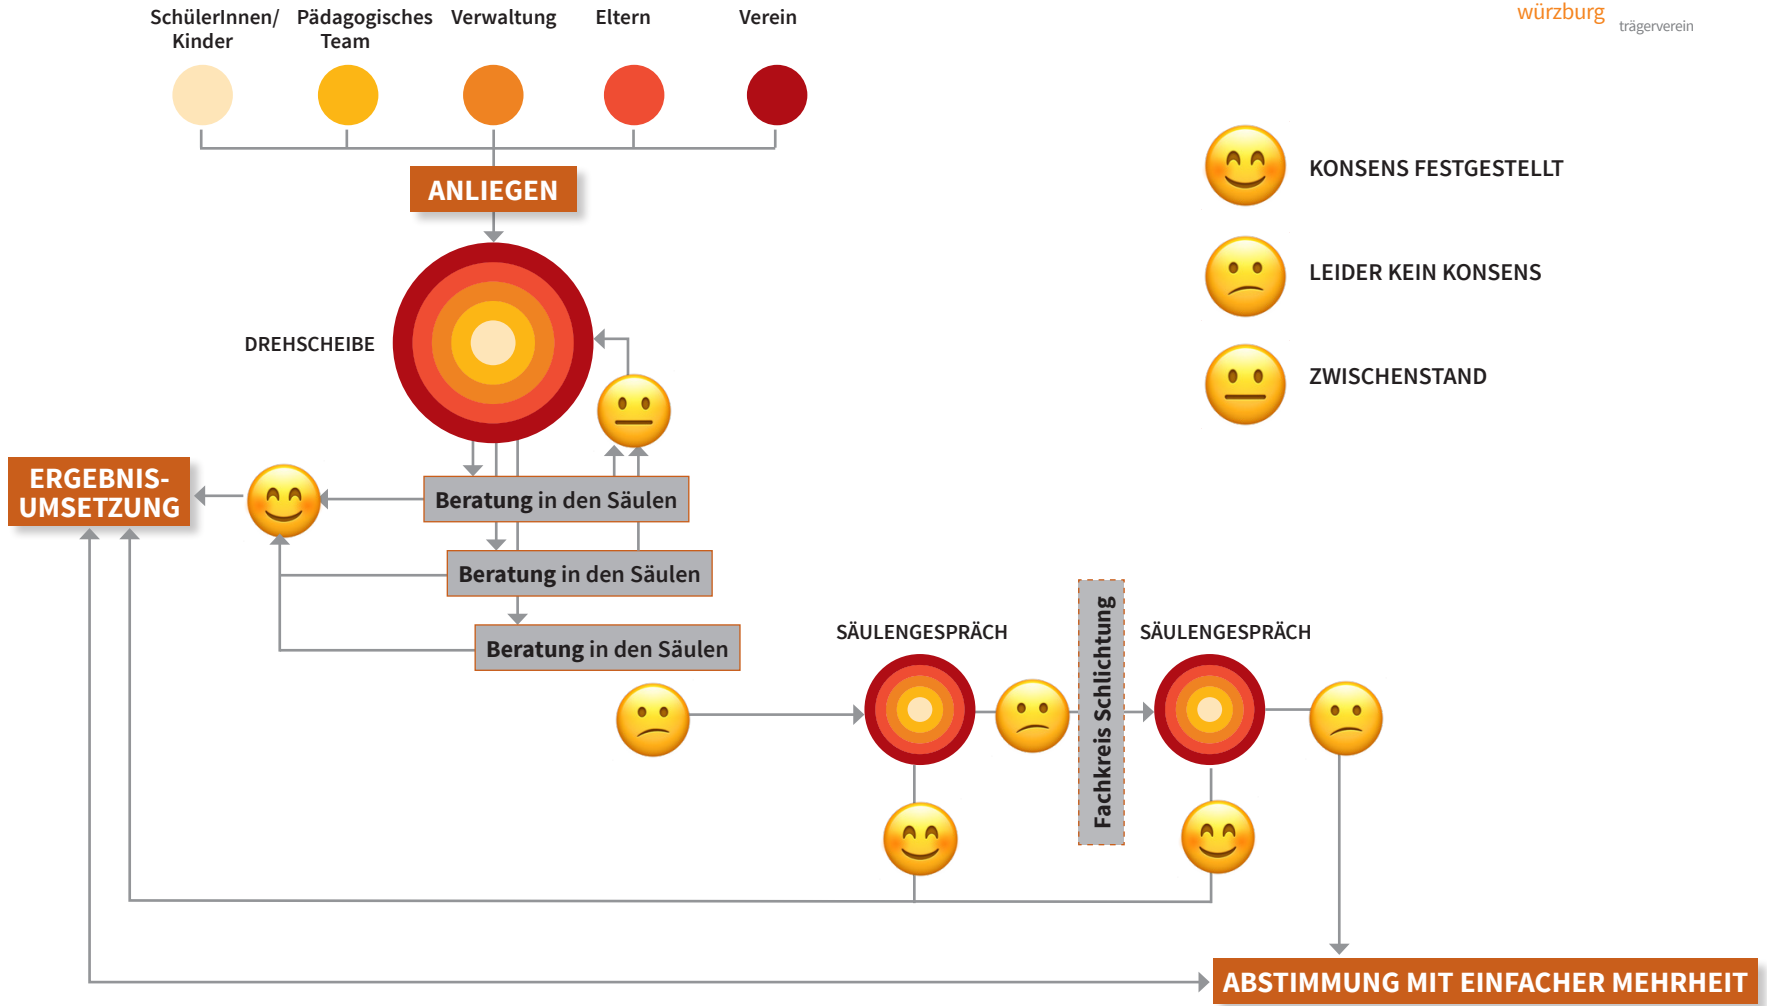 SchülerInnen/
Kinder
Pädagogisches
Team
Verwaltung
Eltern
Verein
würzburg
trägerverein
ANLIEGEN
KONSENS FESTGESTELLT
LEIDER KEIN KONSENS
ZWISCHENSTAND
DREHSCHEIBE
ERGEBNIS-
UMSETZUNG
Beratung in den Säulen
Beratung in den Säulen
Beratung in den Säulen
SÄULENGESPRÄCH
Fachkreis Schlichtung
SÄULENGESPRÄCH
ABSTIMMUNG MIT EINFACHER MEHRHEIT